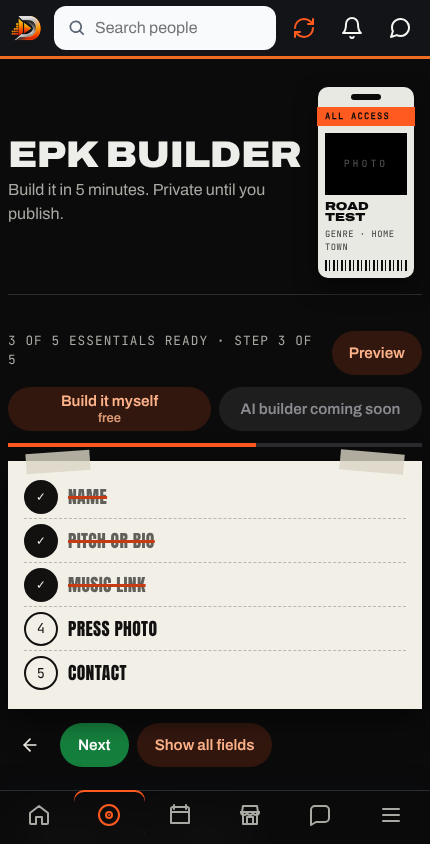 Search people
ALL ACCESS
PHOTO
ROAD
TEST
GENRE · HOME
TOWN
EPK BUILDER
Build it in 5 minutes. Private until you
publish.
3 OF 5 ESSENTIALS READY · STEP 3 OF
5
Preview
Build it myself
free
AI builder coming soon
✓ NAME
✓ PITCH OR BIO
✓ MUSIC LINK
4 PRESS PHOTO
5 CONTACT
Next
Show all fields